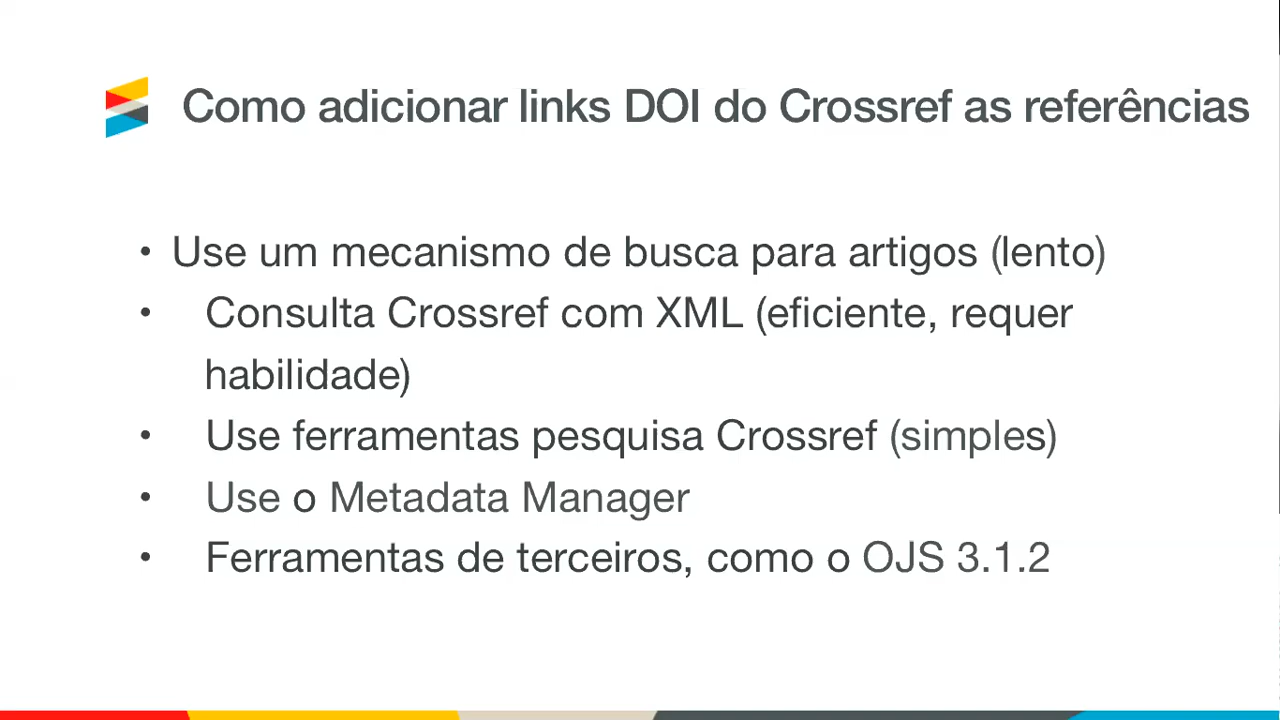 Como adicionar links DOI do Crossref as referências
• Use um mecanismo de busca para artigos (lento)
• Consulta Crossref com XML (eficiente, requer
habilidade)
• Use ferramentas pesquisa Crossref (simples)
• Use o Metadata Manager
• Ferramentas de terceiros, como o OJS 3.1.2